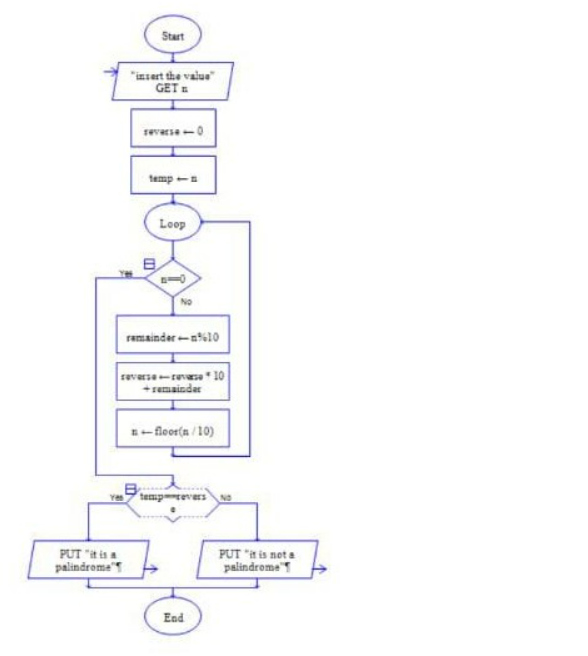 Start
"insert the value"
GET n
reverse ← 0
temp ← n
Loop
Yes
n==0
No
remainder ← n%10
reverse ← reverse * 10
+ remainder
n ← floor(n / 10)
Yes
temp==revers
e
No
PUT "it is a
palindrome"¶
PUT "it is not a
palindrome"¶
End